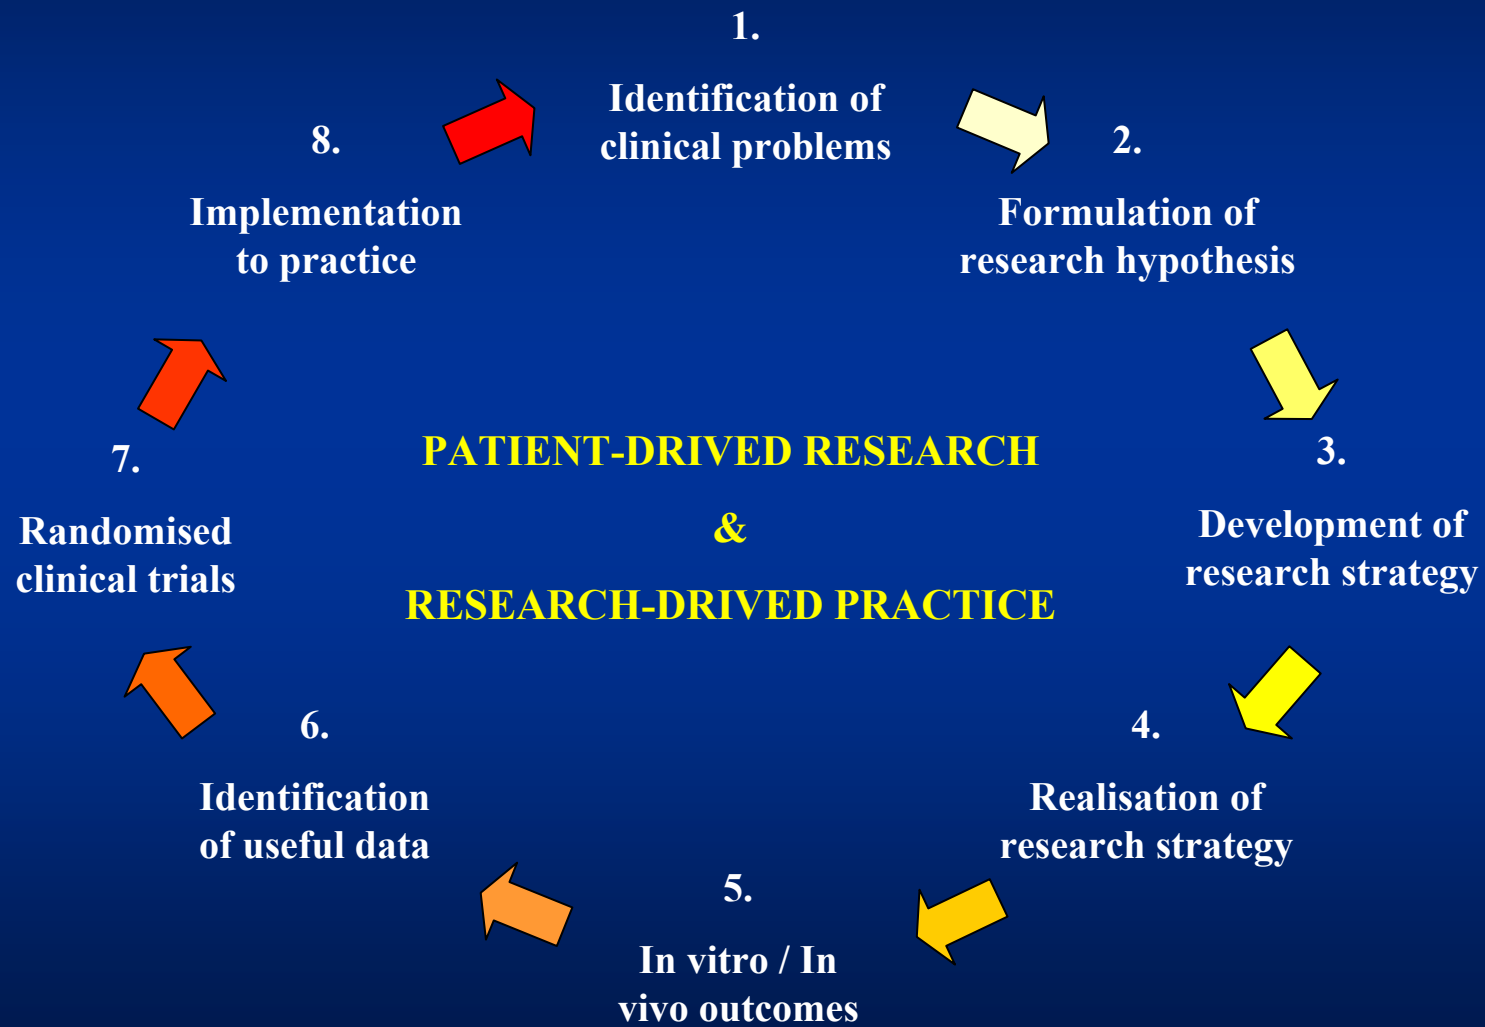 1.
Identification of
clinical problems
2.
Formulation of
research hypothesis
3.
Development of
research strategy
4.
Realisation of
research strategy
5.
In vitro / In
vivo outcomes
6.
Identification
of useful data
7.
Randomised
clinical trials
8.
Implementation
to practice
PATIENT-DRIVED RESEARCH
&
RESEARCH-DRIVED PRACTICE